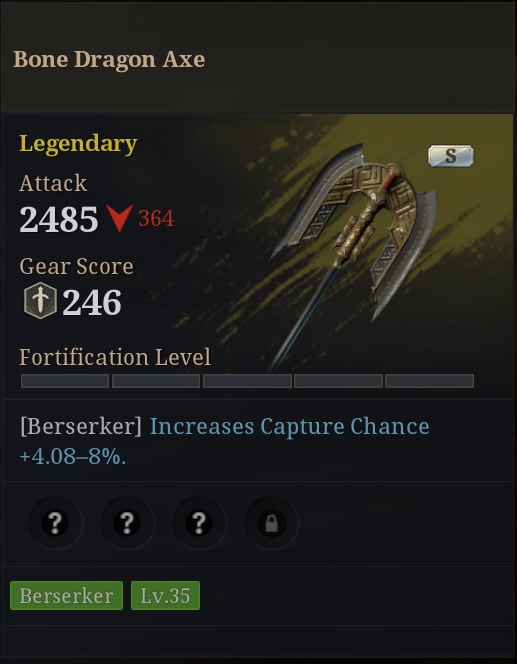 Bone Dragon Axe
Legendary
S
Attack
2485 364
Gear Score
246
Fortification Level
[Berserker] Increases Capture Chance
+4.08–8%.
? ? ?
Berserker Lv.35